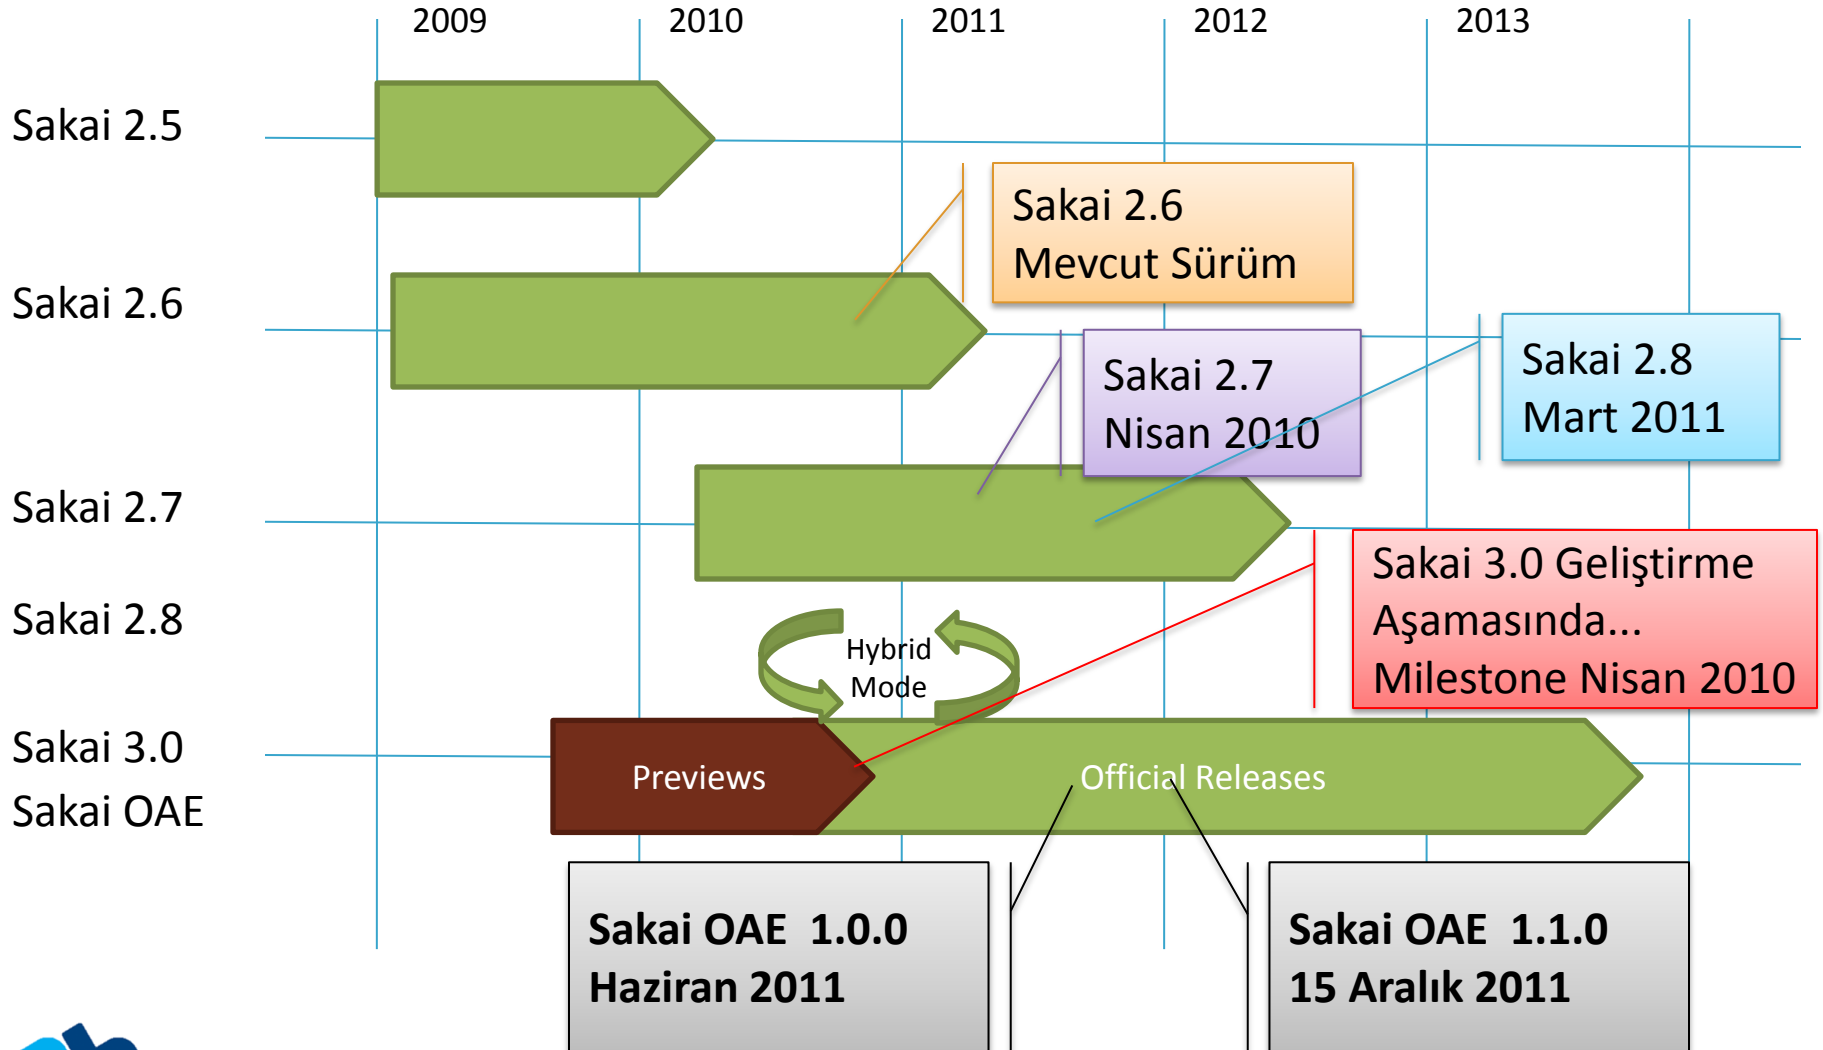 2009 2010 2011 2012 2013
Sakai 2.5
Sakai 2.6
Mevcut Sürüm
Sakai 2.6
Sakai 2.7
Nisan 2010
Sakai 2.8
Mart 2011
Sakai 2.7
Sakai 3.0 Geliştirme
Aşamasında...
Milestone Nisan 2010
Sakai 2.8
Hybrid
Mode
Sakai 3.0
Previews
Official Releases
Sakai OAE
Sakai OAE 1.0.0
Haziran 2011
Sakai OAE 1.1.0
15 Aralık 2011